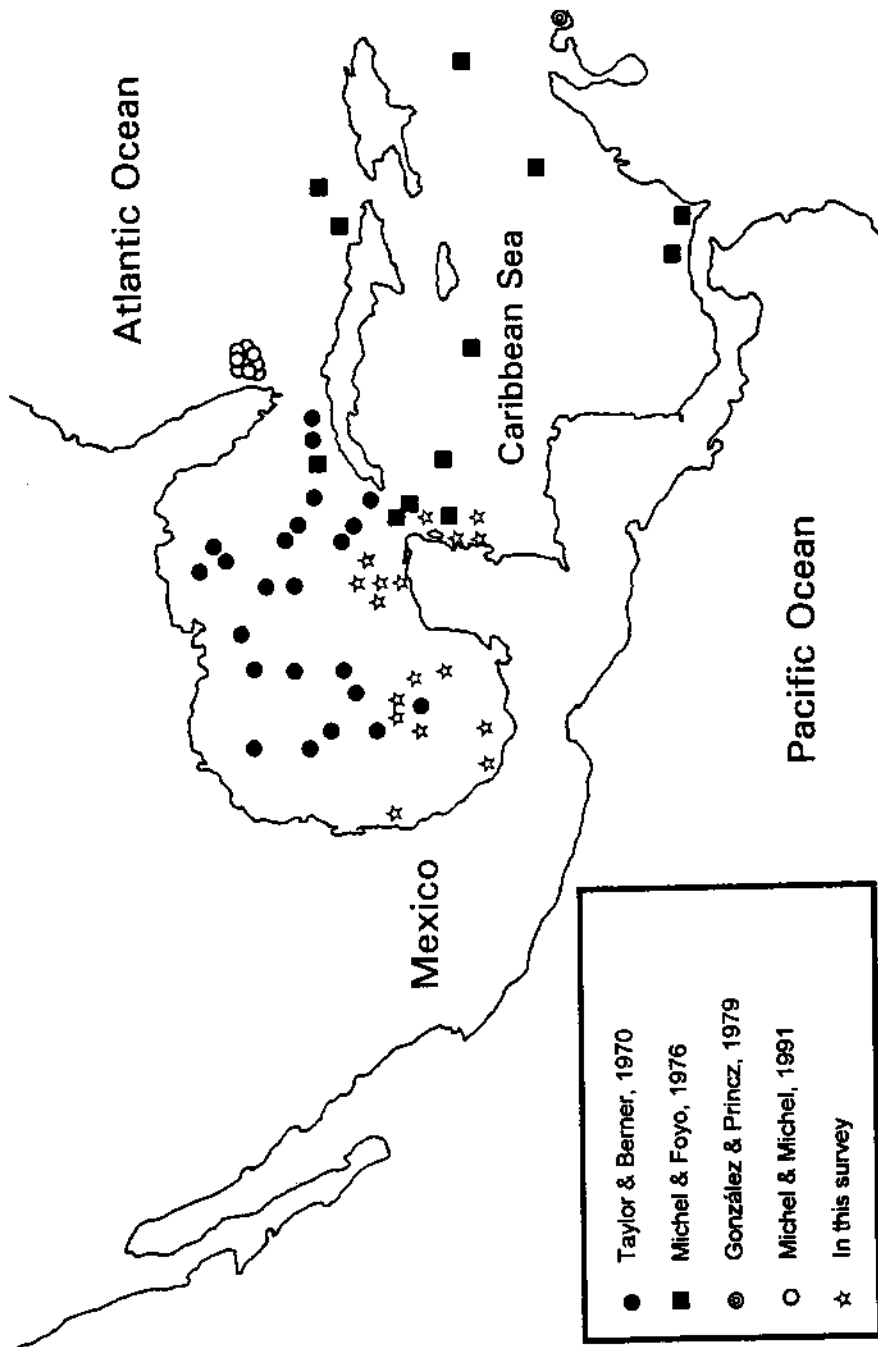 Atlantic Ocean
Caribbean Sea
Mexico
Pacific Ocean
Taylor & Berner, 1970
Michel & Foyo, 1976
González & Princz, 1979
Michel & Michel, 1991
In this survey